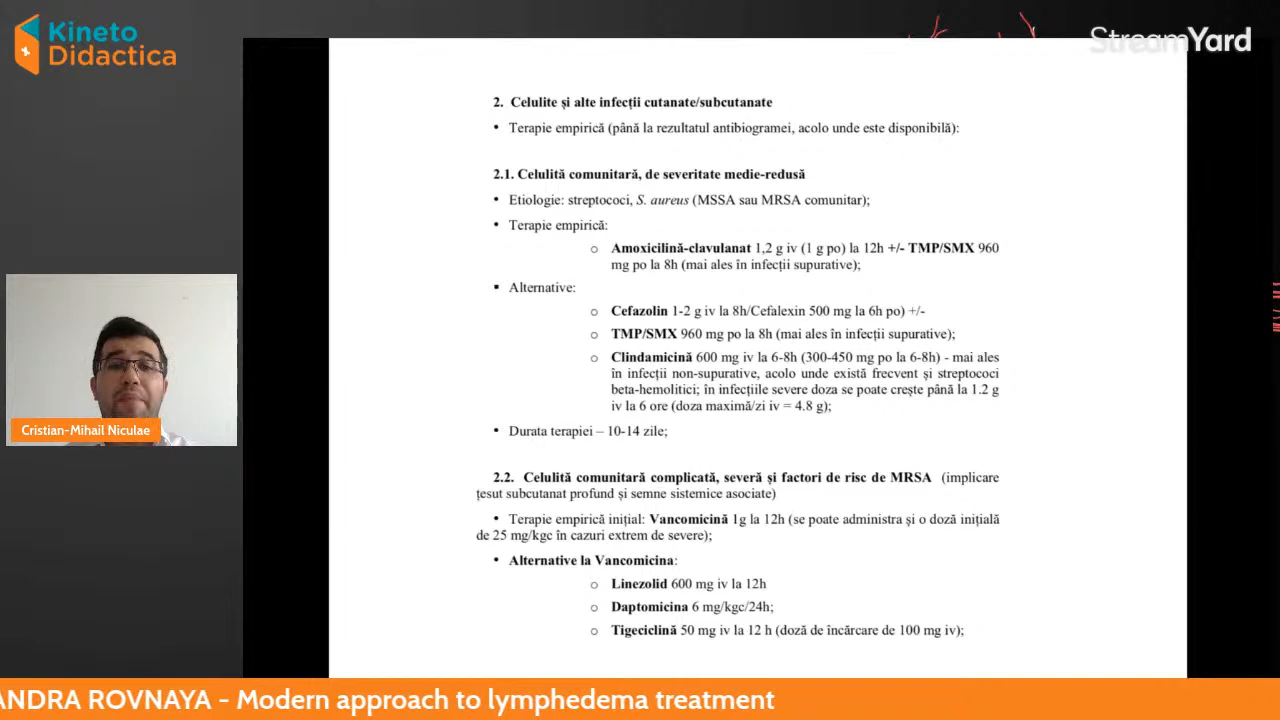 Kineto
Didactica
StreamYard
2. Celulite și alte infecții cutanate/subcutanate
• Terapie empirică (până la rezultatul antibiogramei, acolo unde este disponibilă):
2.1. Celulită comunitară, de severitate medie-redusă
• Etiologie: streptococi, S. aureus (MSSA sau MRSA comunitar);
• Terapie empirică:
o Amoxicilină-clavulanat 1,2 g iv (1 g po) la 12h +/- TMP/SMX 960
mg po la 8h (mai ales în infecții supurative);
▪ Alternative:
o Cefazolin 1-2 g iv la 8h/Cefalexin 500 mg la 6h po) +/-
o TMP/SMX 960 mg po la 8h (mai ales în infecții supurative);
o Clindamicină 600 mg iv la 6-8h (300-450 mg po la 6-8h) - mai ales
în infecții non-supurative, acolo unde există frecvent și streptococi
beta-hemolitici; în infecțiile severe doza se poate crește până la 1.2 g
iv la 6 ore (doza maximă/zi iv = 4.8 g);
• Durata terapiei – 10-14 zile;
2.2. Celulită comunitară complicată, severă și factori de risc de MRSA (implicare
țesut subcutanat profund și semne sistemice asociate)
• Terapie empirică inițial: Vancomicină 1g la 12h (se poate administra și o doză inițială
de 25 mg/kgc în cazuri extrem de severe);
• Alternative la Vancomicina:
o Linezolid 600 mg iv la 12h
o Daptomicina 6 mg/kgc/24h;
o Tigeciclină 50 mg iv la 12 h (doză de încărcare de 100 mg iv);
Cristian-Mihail Niculae
ANDRA ROVNAYA - Modern approach to lymphedema treatment